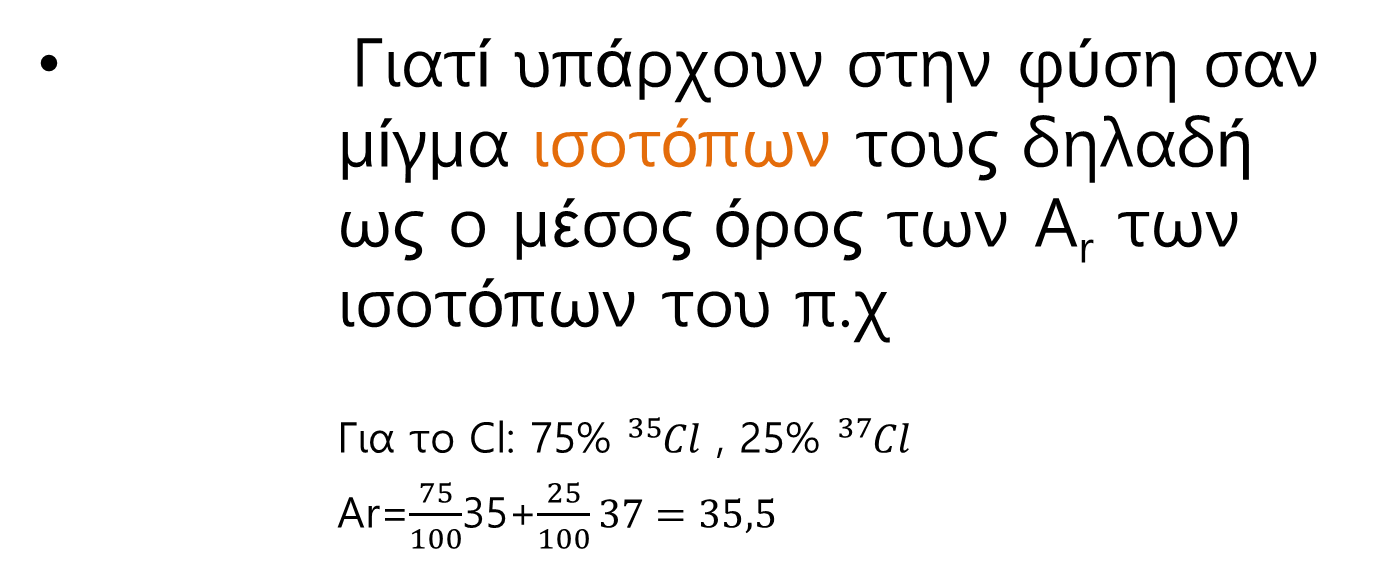 • Γιατί υπάρχουν στην φύση σαν
μίγμα ισοτόπων τους δηλαδή
ως ο μέσος όρος των Αr των
ισοτόπων του π.χ
Για το Cl: 75% ³⁵Cl , 25% ³⁷Cl
Ar=75/100 35+25/100 37 = 35,5